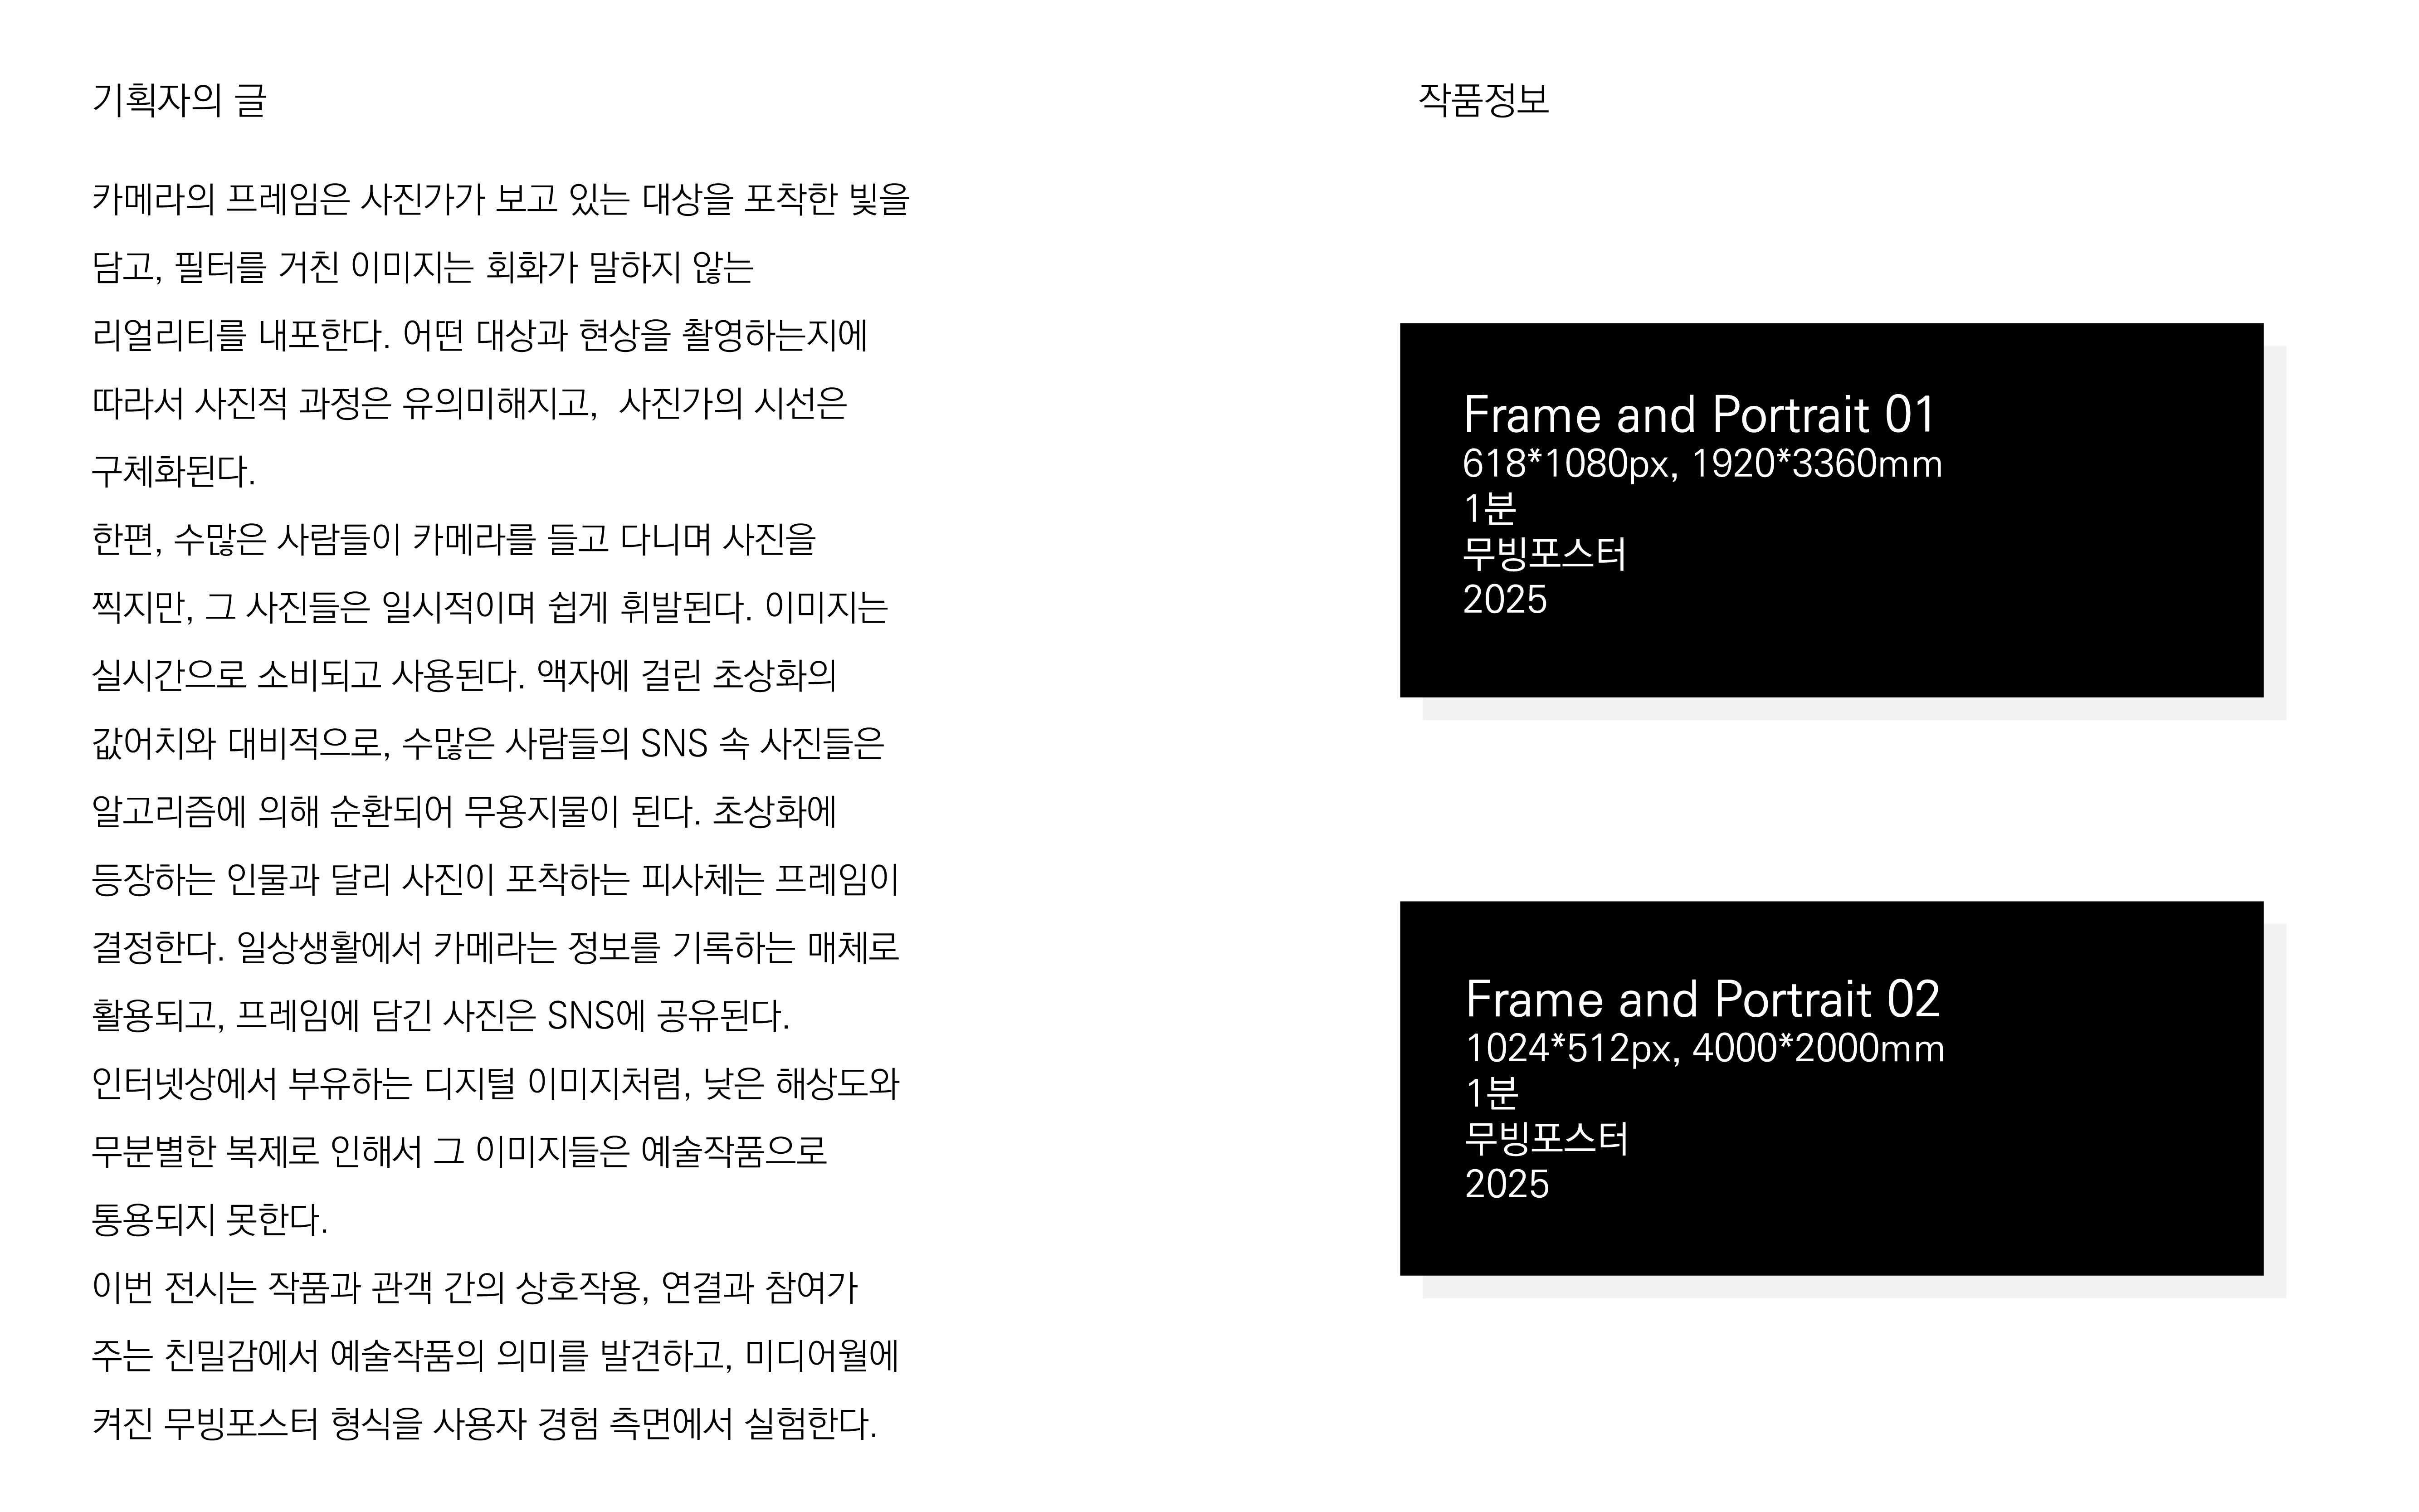 기획자의 글
카메라의 프레임은 사진가가 보고 있는 대상을 포착한 빛을
담고, 필터를 거친 이미지는 회화가 말하지 않는
리얼리티를 내포한다. 어떤 대상과 현상을 촬영하는지에
따라서 사진적 과정은 유의미해지고,  사진가의 시선은
구체화된다.
한편, 수많은 사람들이 카메라를 들고 다니며 사진을
찍지만, 그 사진들은 일시적이며 쉽게 휘발된다. 이미지는
실시간으로 소비되고 사용된다. 액자에 걸린 초상화의
값어치와 대비적으로, 수많은 사람들의 SNS 속 사진들은
알고리즘에 의해 순환되어 무용지물이 된다. 초상화에
등장하는 인물과 달리 사진이 포착하는 피사체는 프레임이
결정한다. 일상생활에서 카메라는 정보를 기록하는 매체로
활용되고, 프레임에 담긴 사진은 SNS에 공유된다.
인터넷상에서 부유하는 디지털 이미지처럼, 낮은 해상도와
무분별한 복제로 인해서 그 이미지들은 예술작품으로
통용되지 못한다.
이번 전시는 작품과 관객 간의 상호작용, 연결과 참여가
주는 친밀감에서 예술작품의 의미를 발견하고, 미디어월에
켜진 무빙포스터 형식을 사용자 경험 측면에서 실험한다.
작품정보
Frame and Portrait 01
618*1080px, 1920*3360mm
1분
무빙포스터
2025
Frame and Portrait 02
1024*512px, 4000*2000mm
1분
무빙포스터
2025